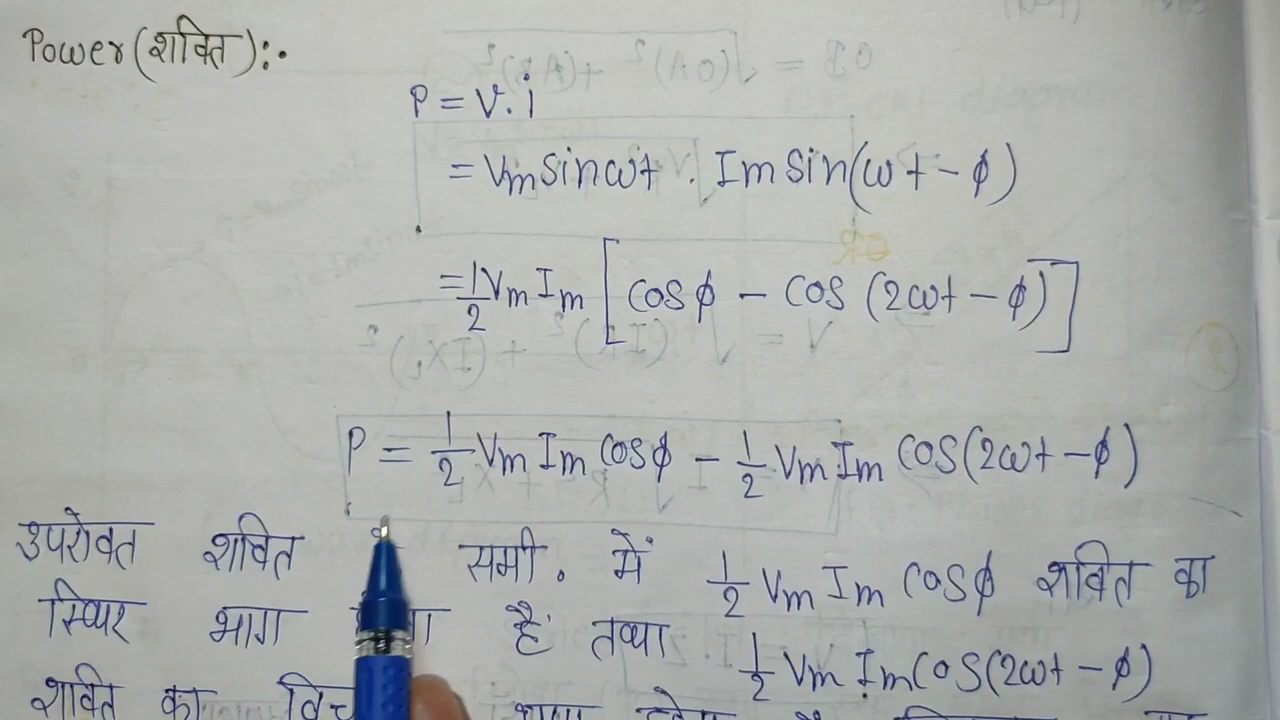 Power (शक्ति) :-
P = V. i
= Vm Sin ωt . Im Sin(ωt - ϕ)
= 1/2 Vm Im [cos ϕ - cos (2ωt - ϕ)]
P = 1/2 Vm Im Cos ϕ - 1/2 Vm Im Cos(2ωt - ϕ)
उपरोक्त शक्ति समी. में 1/2 Vm Im Cos ϕ शक्ति का
स्थिर भाग है तथा 1/2 Vm Im Cos(2ωt - ϕ)
शक्ति का